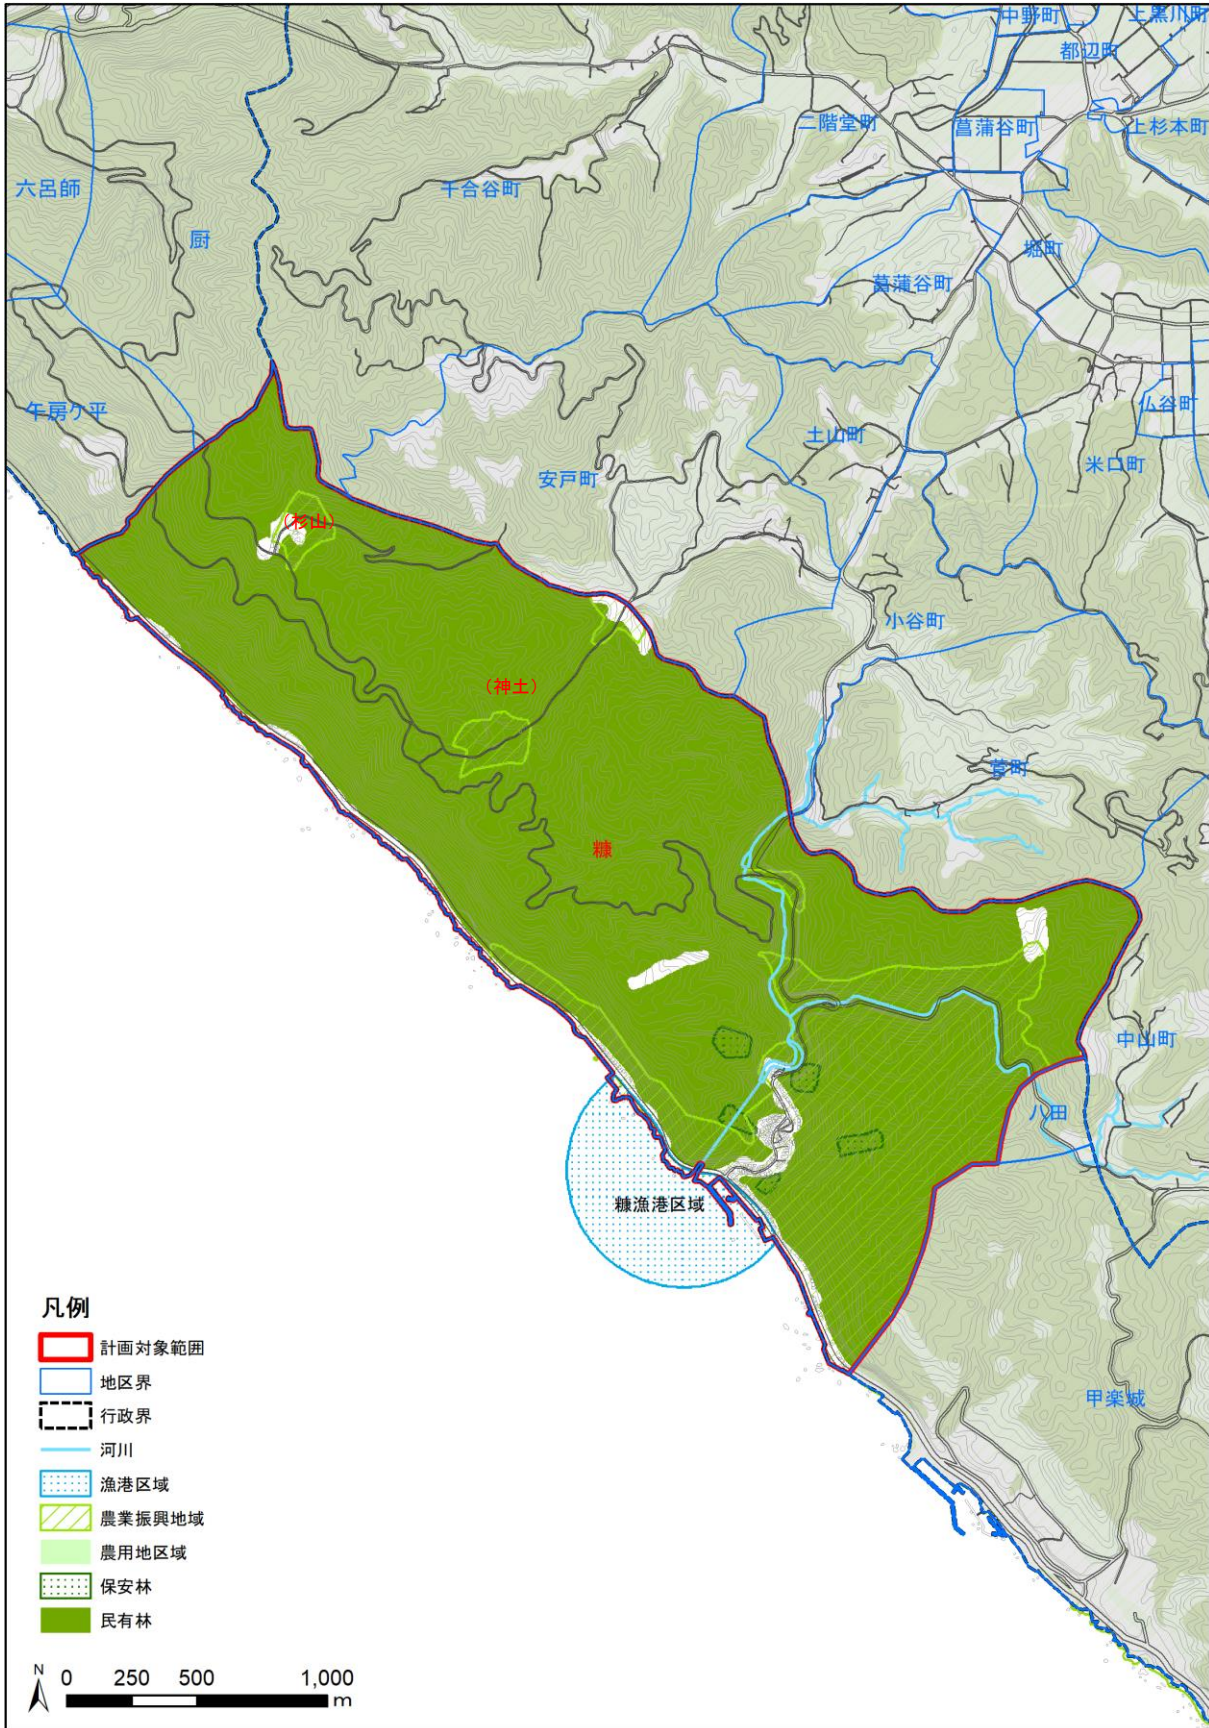 中野町
上黒川町
都辺町
二階堂町
菖蒲谷町
上杉本町
六呂師
千合谷町
厨
堀町
菖蒲谷町
午房ケ平
仏谷町
土山町
米口町
安戸町
（杉山）
小谷町
（神土）
菅町
糠
中山町
八田
糠漁港区域
甲楽城
凡例
計画対象範囲
地区界
行政界
河川
漁港区域
農業振興地域
農用地区域
保安林
民有林
N
0 250 500 1,000
m